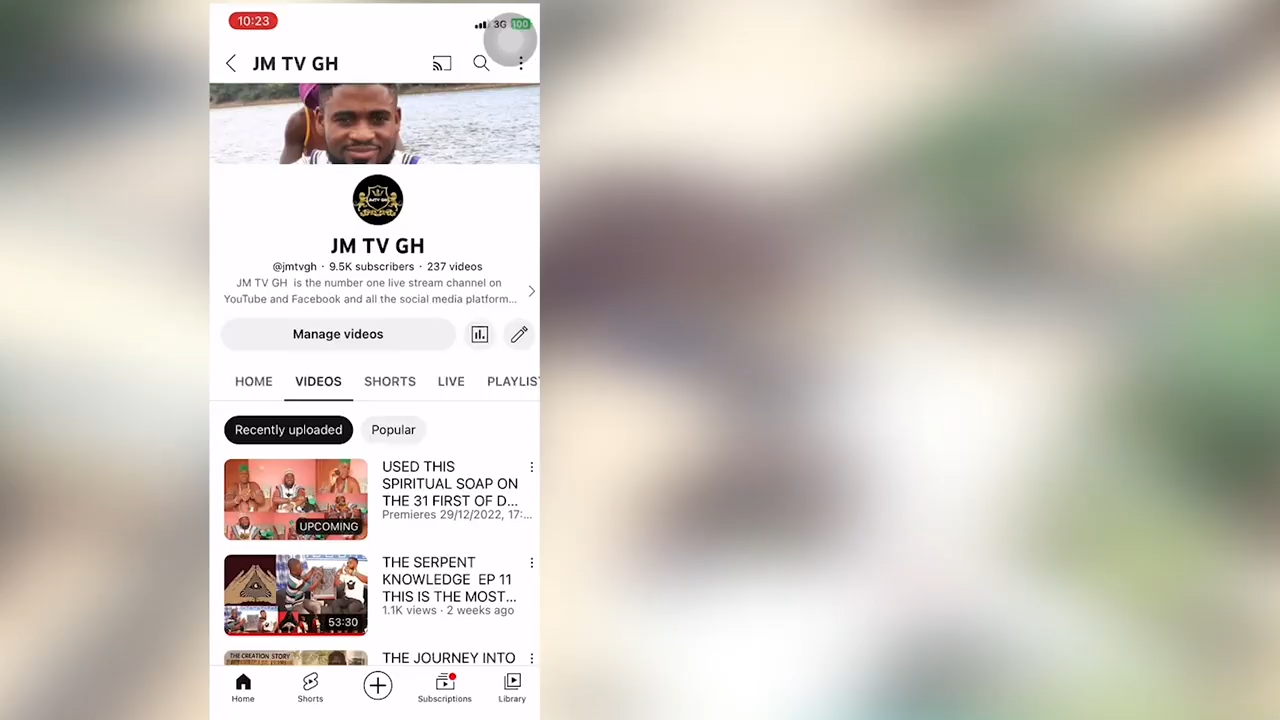 10:23
3G 100
JM TV GH
JMTV GH
JM TV GH
@jmtvgh · 9.5K subscribers · 237 videos
JM TV GH is the number one live stream channel on
YouTube and Facebook and all the social media platform...
Manage videos
HOME VIDEOS SHORTS LIVE PLAYLIS
Recently uploaded Popular
USED THIS
SPIRITUAL SOAP ON
THE 31 FIRST OF D...
Premieres 29/12/2022, 17:...
UPCOMING
THE SERPENT
KNOWLEDGE EP 11
THIS IS THE MOST...
1.1K views · 2 weeks ago
53:30
THE CREATION STORY
THE JOURNEY INTO
Home Shorts Subscriptions Library